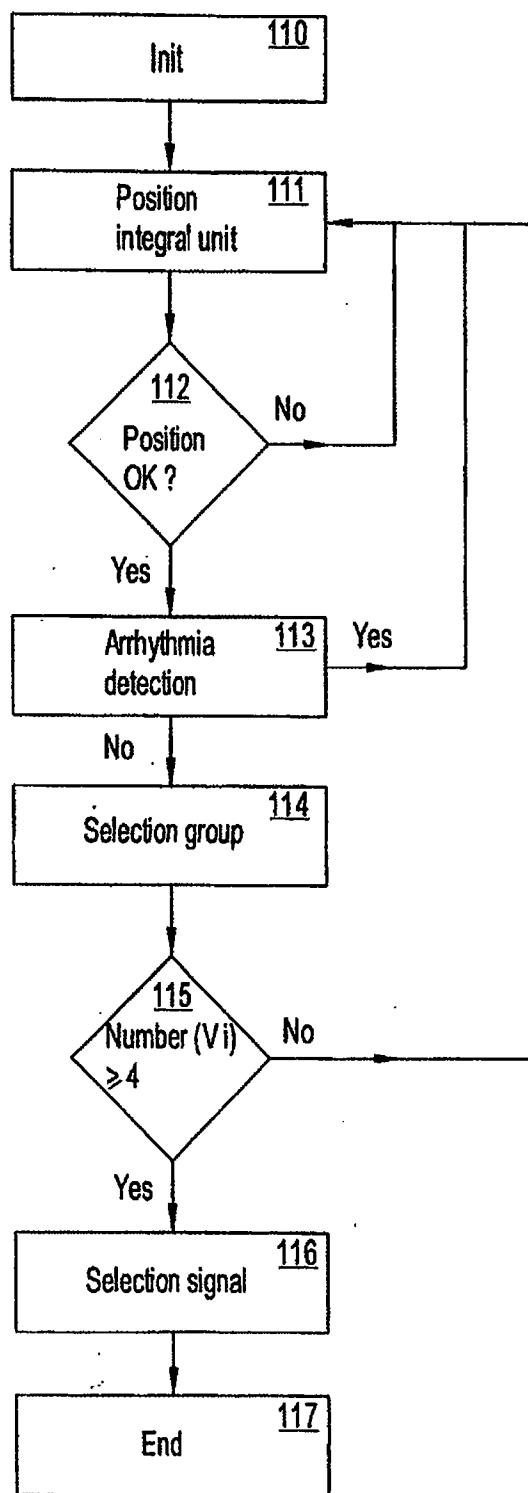 110
Init
111
Position
integral unit
112
No
Position
OK ?
Yes
113
Arrhythmia
Yes
detection
No
114
Selection group
115
Number (Vi)
No
⩾4
Yes
116
Selection signal
117
End